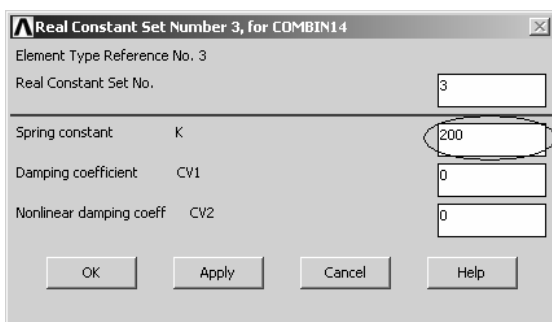 Real Constant Set Number 3, for COMBIN14
Element Type Reference No. 3
Real Constant Set No. 3
Spring constant K 200
Damping coefficient CV1 0
Nonlinear damping coeff CV2 0
OK Apply Cancel Help